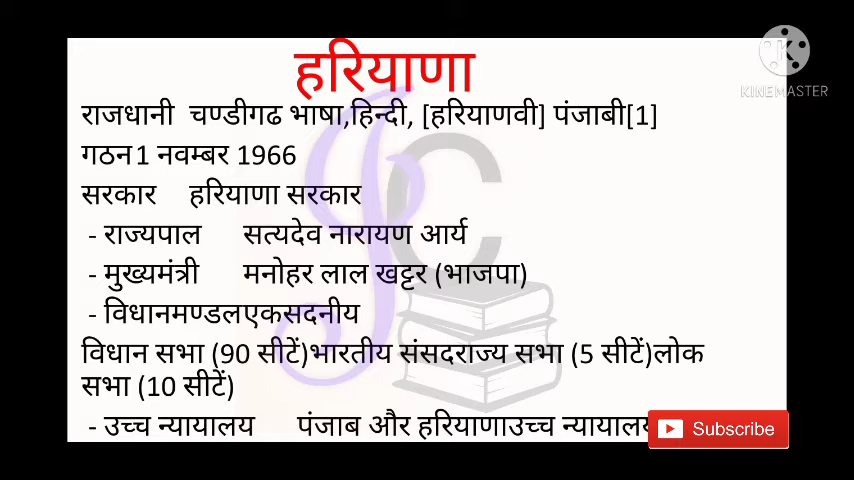 हरियाणा
KINEMASTER
राजधानी चण्डीगढ भाषा,हिन्दी, [हरियाणवी] पंजाबी[1]
गठन1 नवम्बर 1966
सरकार हरियाणा सरकार
- राज्यपाल सत्यदेव नारायण आर्य
- मुख्यमंत्री मनोहर लाल खट्टर (भाजपा)
- विधानमण्डलएकसदनीय
विधान सभा (90 सीटें)भारतीय संसदराज्य सभा (5 सीटें)लोक
सभा (10 सीटें)
- उच्च न्यायालय पंजाब और हरियाणाउच्च न्यायालय
Subscribe